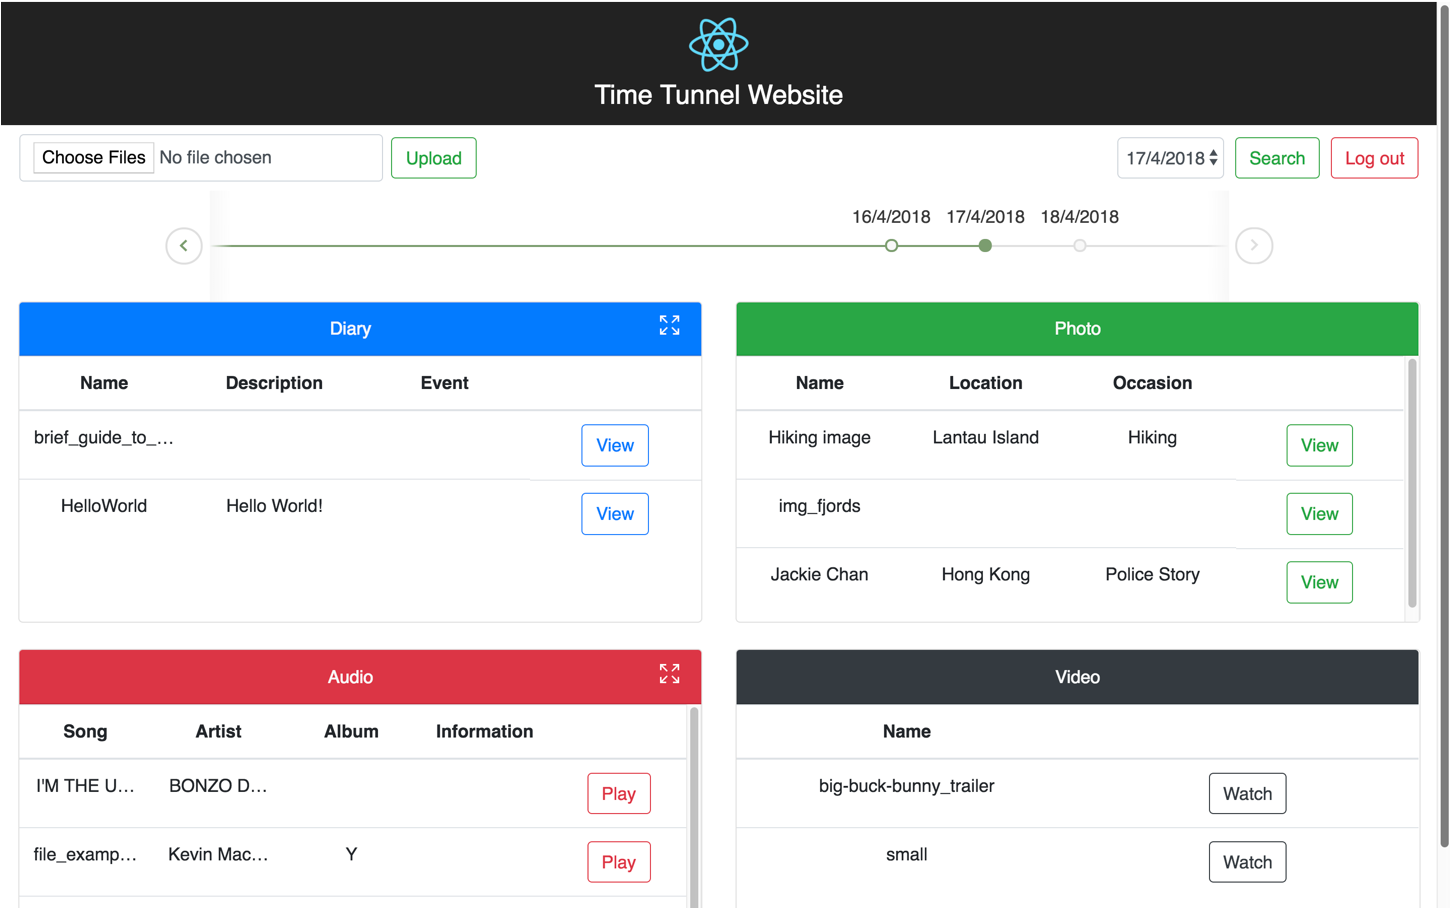 Time Tunnel Website
Choose Files No file chosen Upload 17/4/2018 Search Log out
16/4/2018 17/4/2018 18/4/2018
Diary
Name Description Event
brief_guide_to_... View
HelloWorld Hello World! View
Photo
Name Location Occasion
Hiking image Lantau Island Hiking View
img_fjords View
Jackie Chan Hong Kong Police Story View
Audio
Song Artist Album Information
I'M THE U... BONZO D... Play
file_examp... Kevin Mac... Y Play
Video
Name
big-buck-bunny_trailer Watch
small Watch